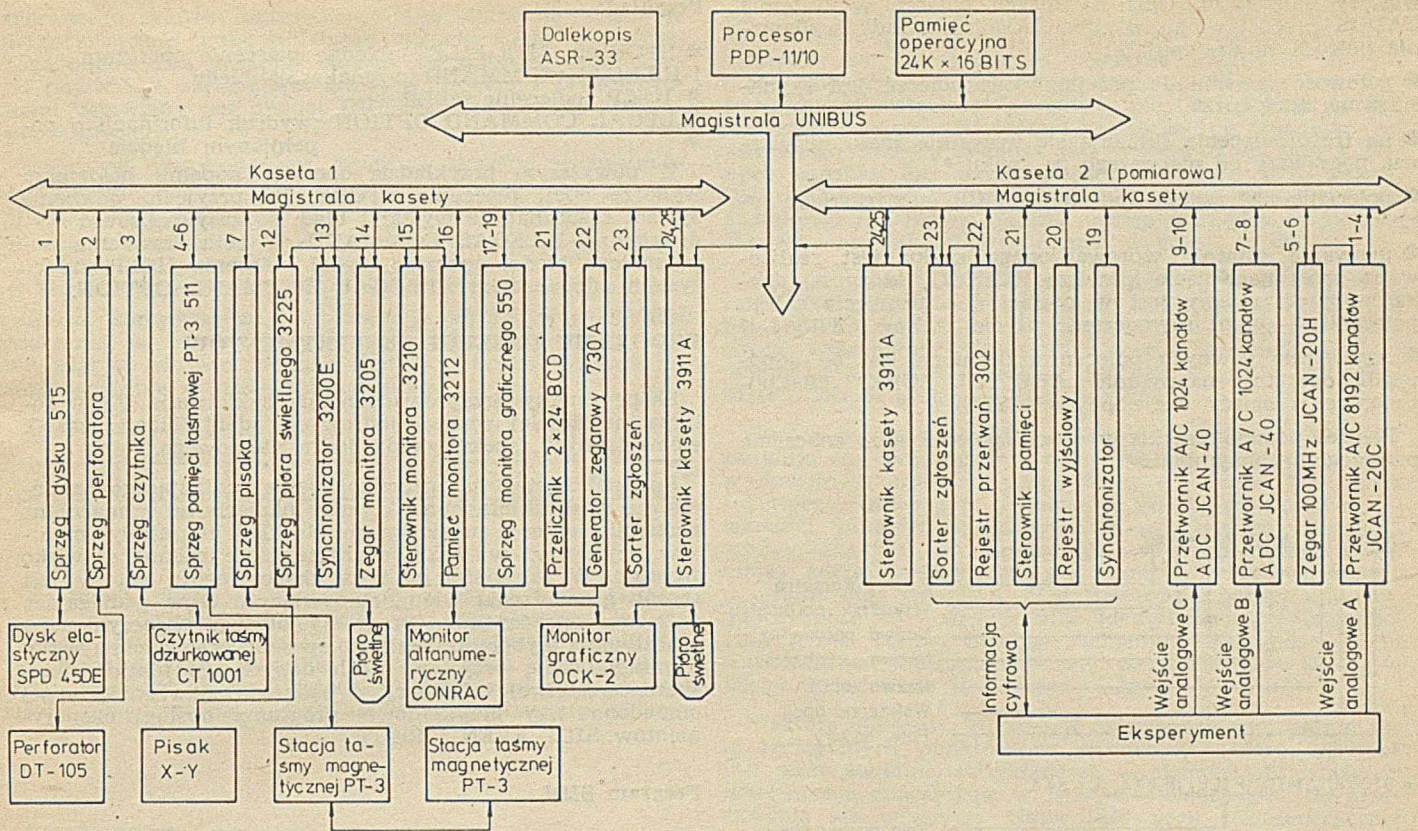 Dalekopis
ASR-33
Procesor
PDP-11/10
Pamięć
operacyjna
24K × 16 BITS
Magistrala UNIBUS
Kaseta 1
Magistrala kasety
Kaseta 2 (pomiarowa)
Magistrala kasety
1
2
3
4-6
7
12
13
14
15
16
17-19
21
22
23
24,25
24,25
23
22
21
20
19
9-10
7-8
5-6
1-4
Sprzęg dysku 515
Sprzęg perforatora
Sprzęg czytnika
Sprzęg pamięci taśmowej PT-3 511
Sprzęg pisaka
Sprzęg pióra świetlnego 3225
Synchronizator 3200E
Zegar monitora 3205
Sterownik monitora 3210
Pamięć monitora 3212
Sprzęg monitora graficznego 550
Przelicznik 2×24 BCD
Generator zegarowy 730 A
Sorter zgłoszeń
Sterownik kasety 3911 A
Sterownik kasety 3911 A
Sorter zgłoszeń
Rejestr przerwań 302
Sterownik pamięci
Rejestr wyjściowy
Synchronizator
Przetwornik A/C 1024 kanałów
ADC JCAN-40
Przetwornik A/C 1024 kanałów
ADC JCAN-40
Zegar 100MHz JCAN-20H
Przetwornik A/C 8192 kanałów
JCAN-20C
Dysk ela-
styczny
SPD 45DE
Czytnik taśmy
dziurkowanej
CT 1001
Pióro
świetlne
Monitor
alfanume-
ryczny
CONRAC
Monitor
graficzny
OCK-2
Pióro
świetlne
Informacja
cyfrowa
Wejście
analogowe C
Wejście
analogowe B
Wejście
analogowe A
Eksperyment
Perforator
DT-105
Pisak
X-Y
Stacja ta-
śmy magne-
tycznej PT-3
Stacja taśmy
magnetycznej
PT-3